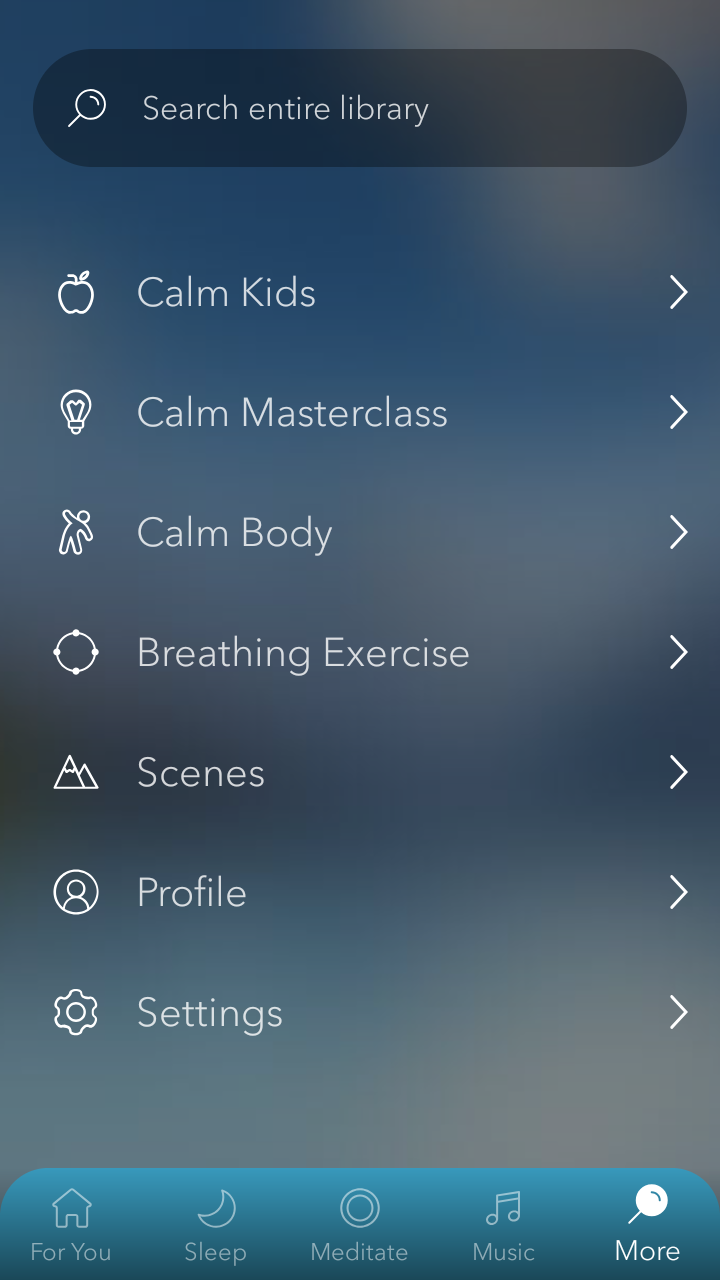 Search entire library
Calm Kids
Calm Masterclass
Calm Body
Breathing Exercise
Scenes
Profile
Settings
For You
Sleep
Meditate
Music
More